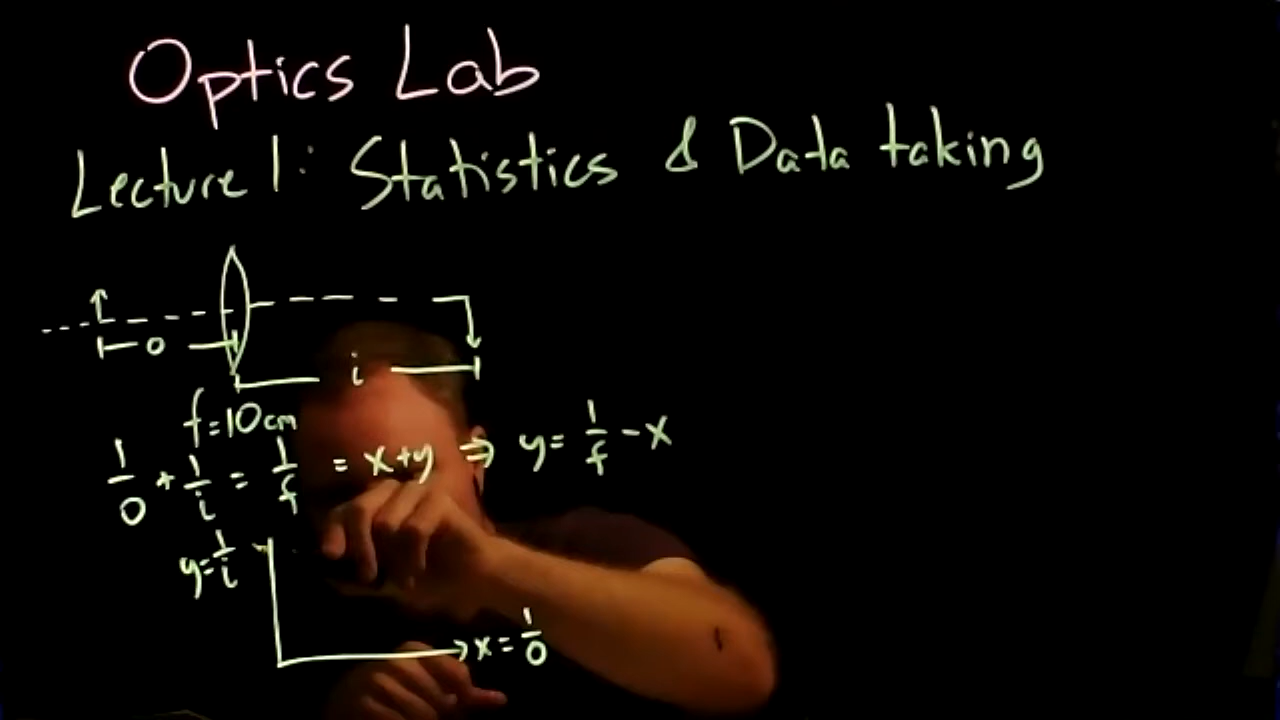 Optics Lab
Lecture 1: Statistics & Data taking
o
i
f=10cm
1/o + 1/i = 1/f = x+y ⇒ y= 1/f - x
y= 1/i
x= 1/o